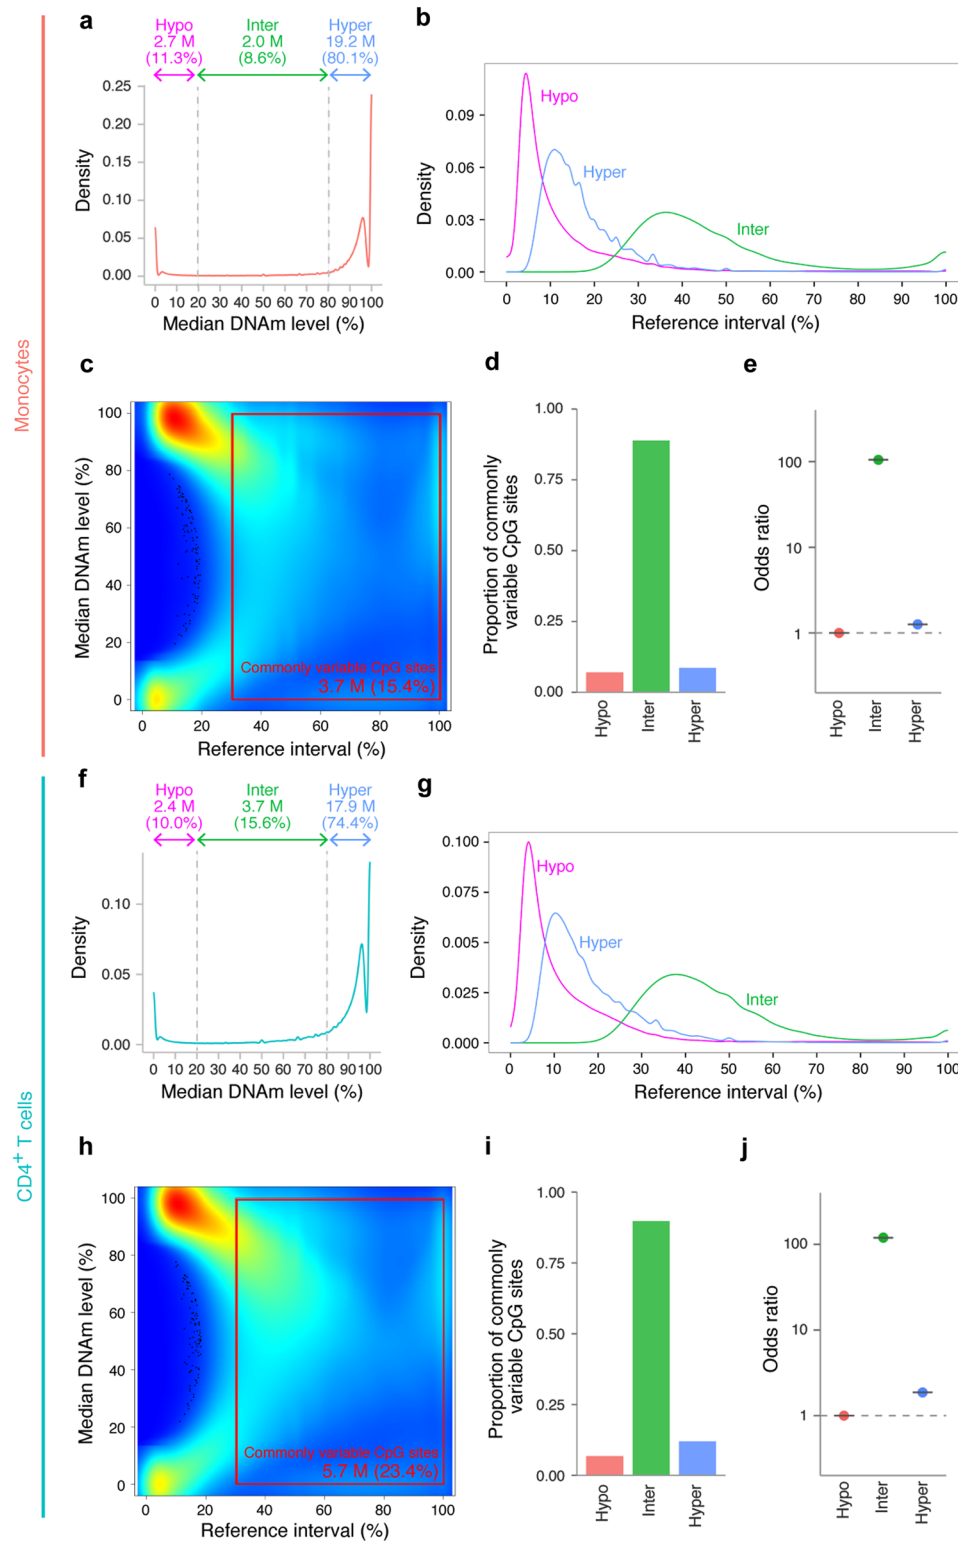 Monocytes
a
Hypo
2.7 M
(11.3%)
Inter
2.0 M
(8.6%)
Hyper
19.2 M
(80.1%)
Density
0.25
0.20
0.15
0.10
0.05
0.00
0 10 20 30 40 50 60 70 80 90 100
Median DNAm level (%)
b
Hypo
Hyper
Inter
Density
0.09
0.06
0.03
0.00
0 10 20 30 40 50 60 70 80 90 100
Reference interval (%)
c
Median DNAm level (%)
100
80
60
40
20
0
Commonly variable CpG sites
3.7 M (15.4%)
0 20 40 60 80 100
Reference interval (%)
d
Proportion of commonly
variable CpG sites
1.00
0.75
0.50
0.25
0.00
Hypo
Inter
Hyper
e
Odds ratio
100
10
1
Hypo
Inter
Hyper
CD4+ T cells
f
Hypo
2.4 M
(10.0%)
Inter
3.7 M
(15.6%)
Hyper
17.9 M
(74.4%)
Density
0.10
0.05
0.00
0 10 20 30 40 50 60 70 80 90 100
Median DNAm level (%)
g
Hypo
Hyper
Inter
Density
0.100
0.075
0.005
0.025
0.000
0 10 20 30 40 50 60 70 80 90 100
Reference interval (%)
h
Median DNAm level (%)
100
80
60
40
20
0
Commonly variable CpG sites
5.7 M (23.4%)
0 20 40 60 80 100
Reference interval (%)
i
Proportion of commonly
variable CpG sites
1.00
0.75
0.50
0.25
0.00
Hypo
Inter
Hyper
j
Odds ratio
100
10
1
Hypo
Inter
Hyper